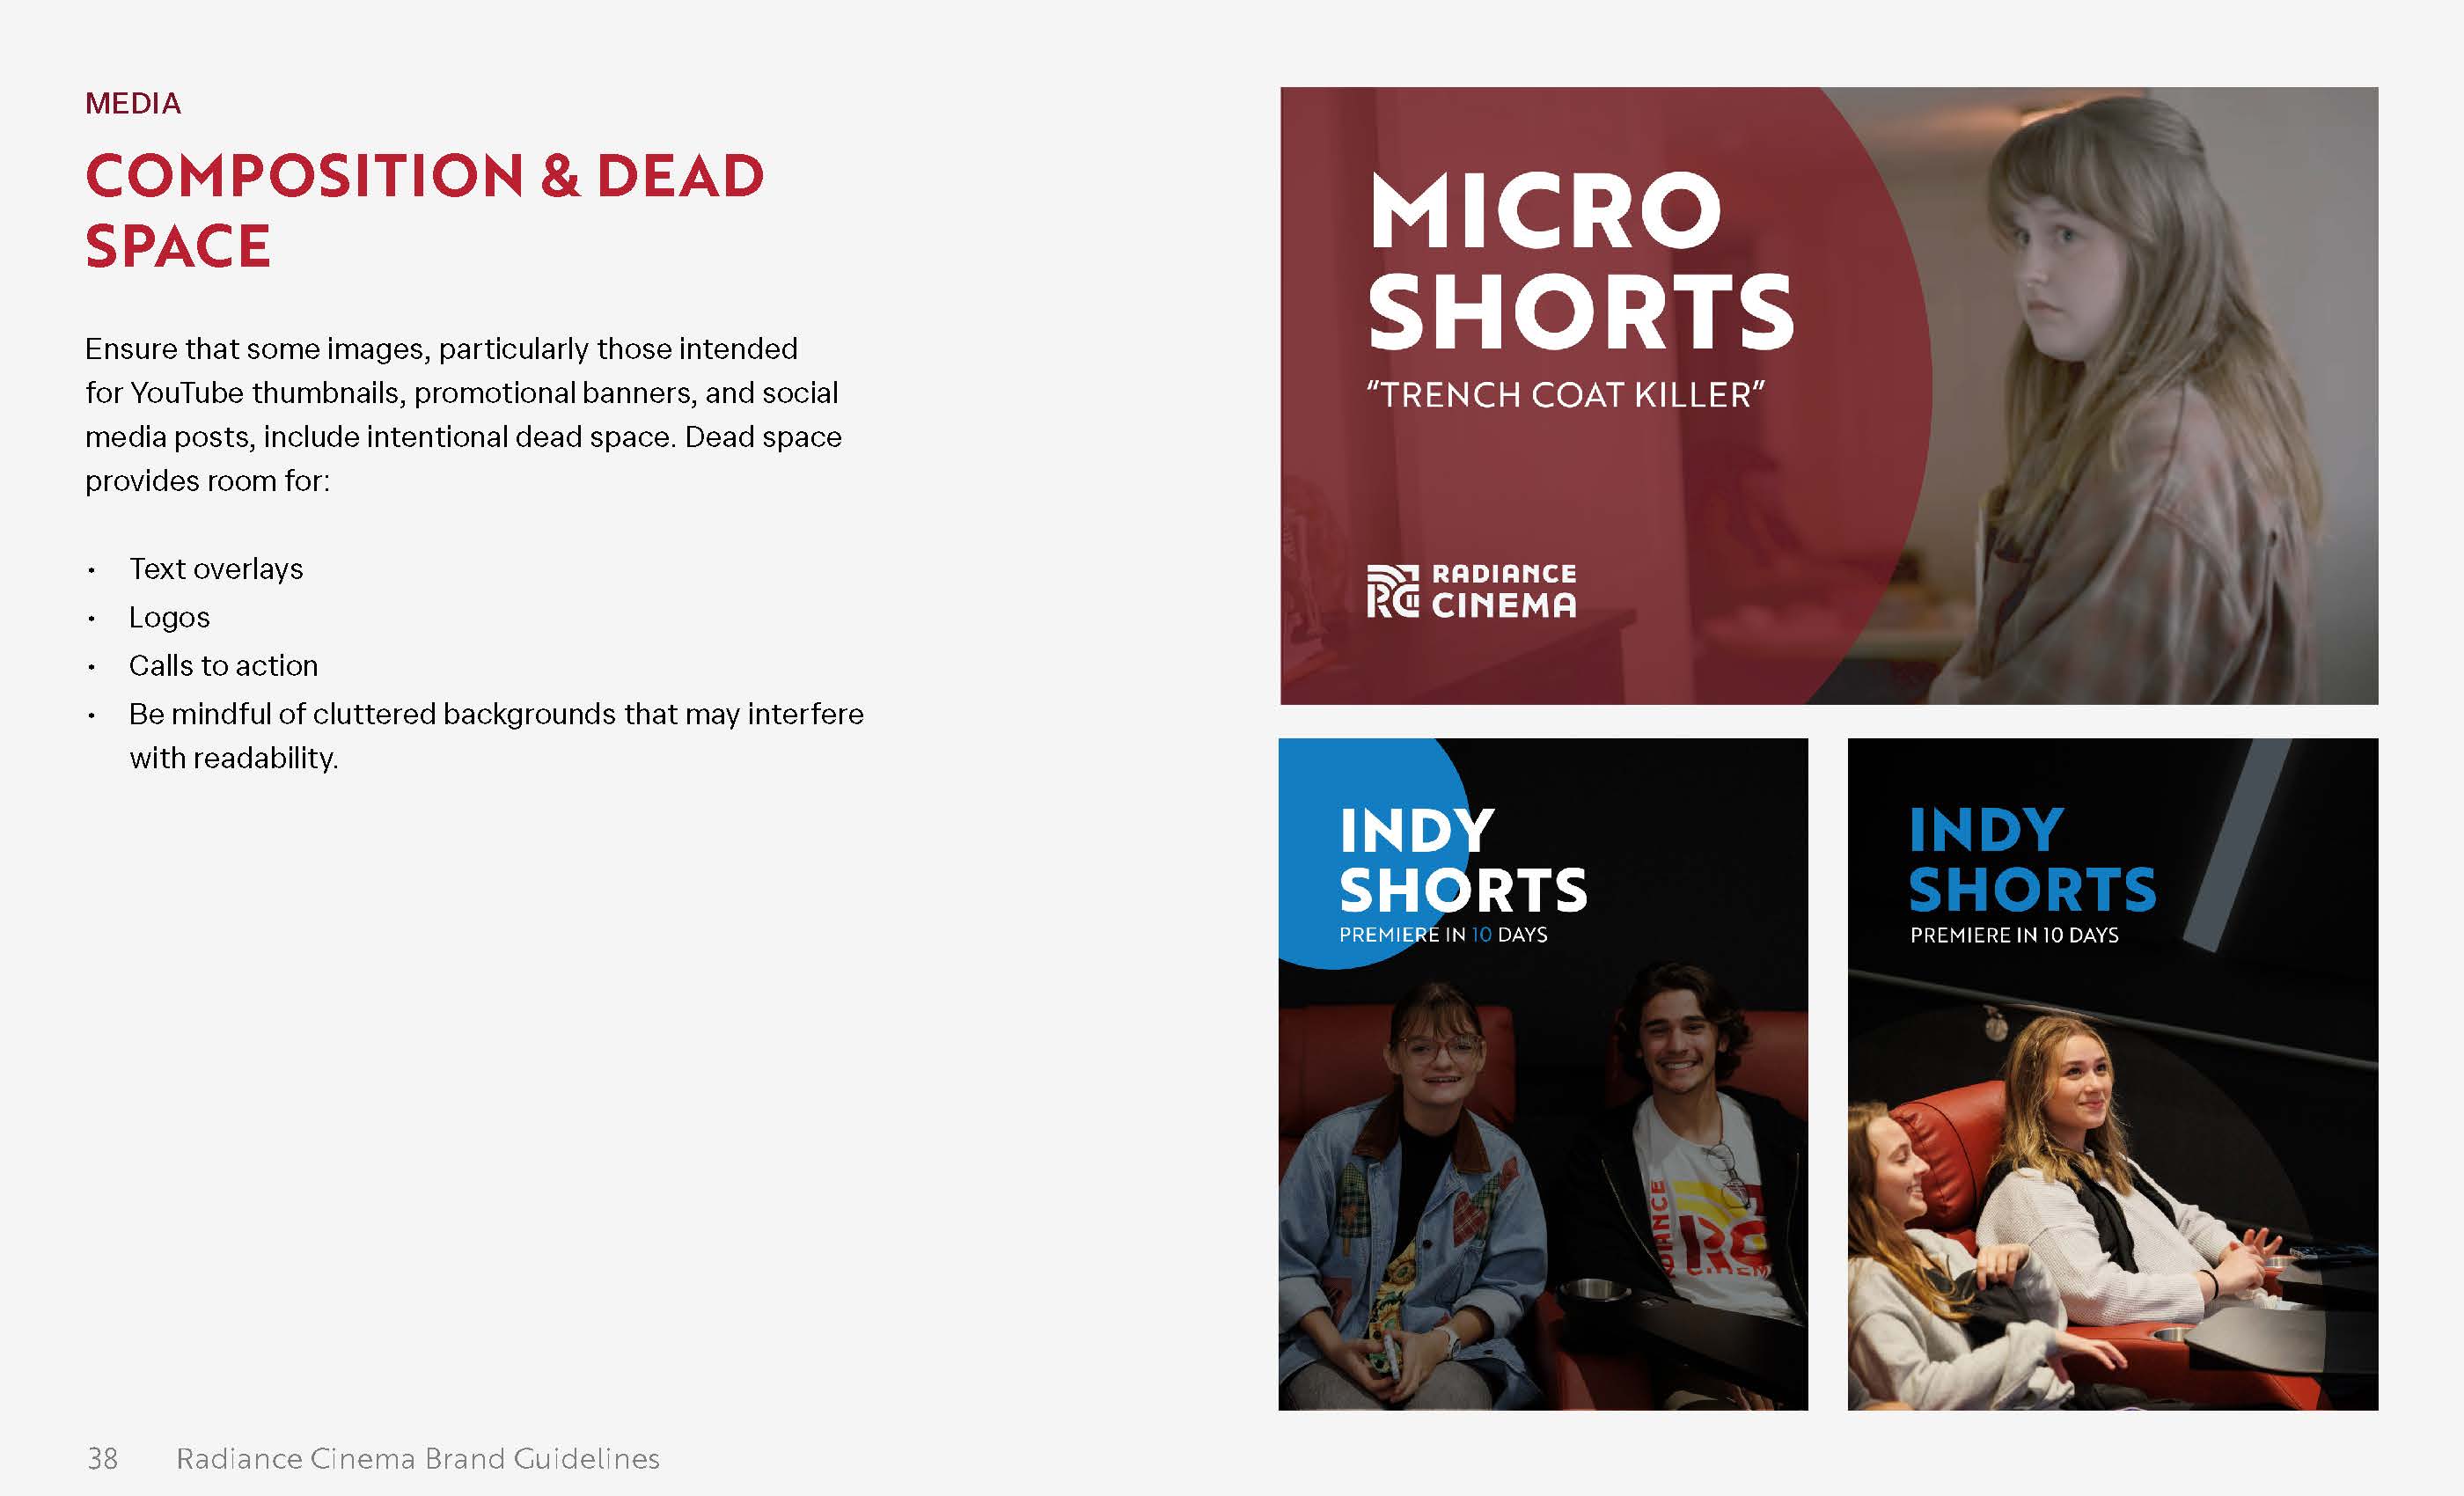 MEDIA
COMPOSITION & DEAD
SPACE
Ensure that some images, particularly those intended
for YouTube thumbnails, promotional banners, and social
media posts, include intentional dead space. Dead space
provides room for:
• Text overlays
• Logos
• Calls to action
• Be mindful of cluttered backgrounds that may interfere
with readability.
MICRO
SHORTS
“TRENCH COAT KILLER”
RC RADIANCE
CINEMA
INDY
SHORTS
PREMIERE IN 10 DAYS
INDY
SHORTS
PREMIERE IN 10 DAYS
RC
38 Radiance Cinema Brand Guidelines